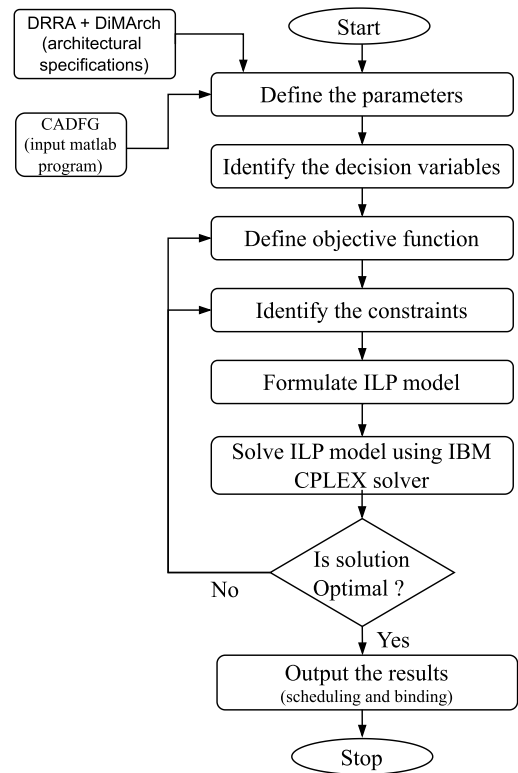 DRRA + DiMArch
(architectural
specifications)
Start
Define the parameters
CADFG
(input matlab
program)
Identify the decision variables
Define objective function
Identify the constraints
Formulate ILP model
Solve ILP model using IBM
CPLEX solver
Is solution
Optimal ?
No
Yes
Output the results
(scheduling and binding)
Stop